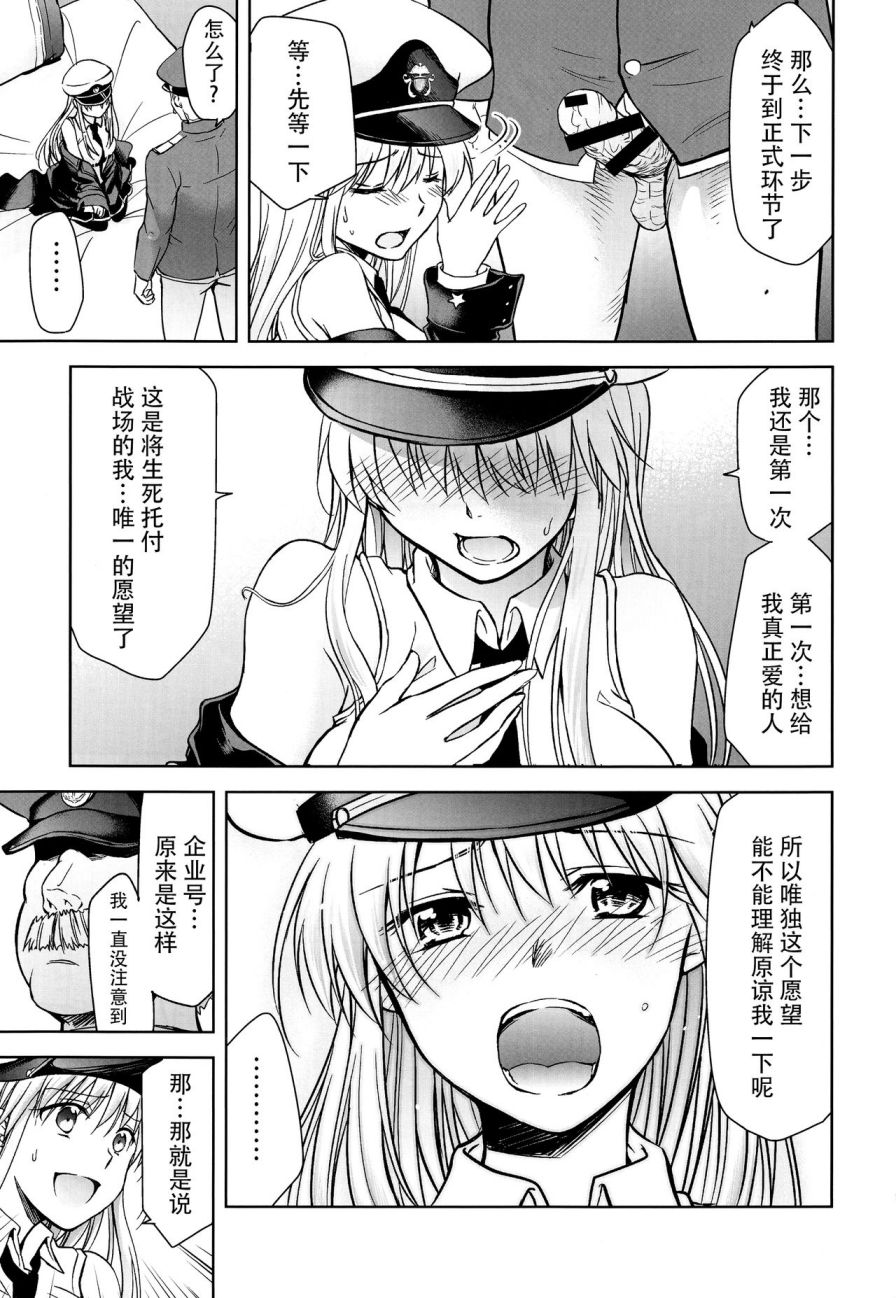 那么…下一步
终于到正式环节了
等…先等一下
怎么了?
……
那个…
我还是第一次
第一次…想给
我真正爱的人
这是将生死托付
战场的我…唯一的愿望了
所以唯独这个愿望
能不能理解原谅我一下呢
………
企业号…
原来是这样
我一直没注意到
那…那就是说